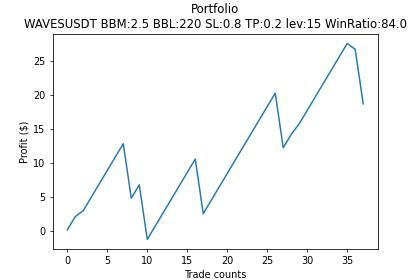 Portfolio
WAVESUSDT BBM:2.5 BBL:220 SL:0.8 TP:0.2 lev:15 WinRatio:84.0
Profit ($)
25
20
15
10
5
0
0 5 10 15 20 25 30 35
Trade counts